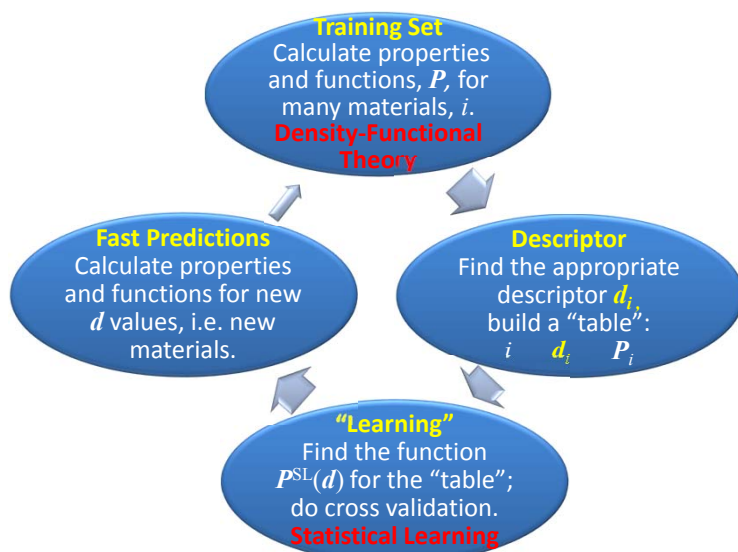 Training Set
Calculate properties
and functions, P, for
many materials, i.
Density-Functional
Theory
Fast Predictions
Calculate properties
and functions for new
d values, i.e. new
materials.
Descriptor
Find the appropriate
descriptor dᵢ,
build a “table”:
i dᵢ Pᵢ
“Learning”
Find the function
Pˢᴸ(d) for the “table”;
do cross validation.
Statistical Learning